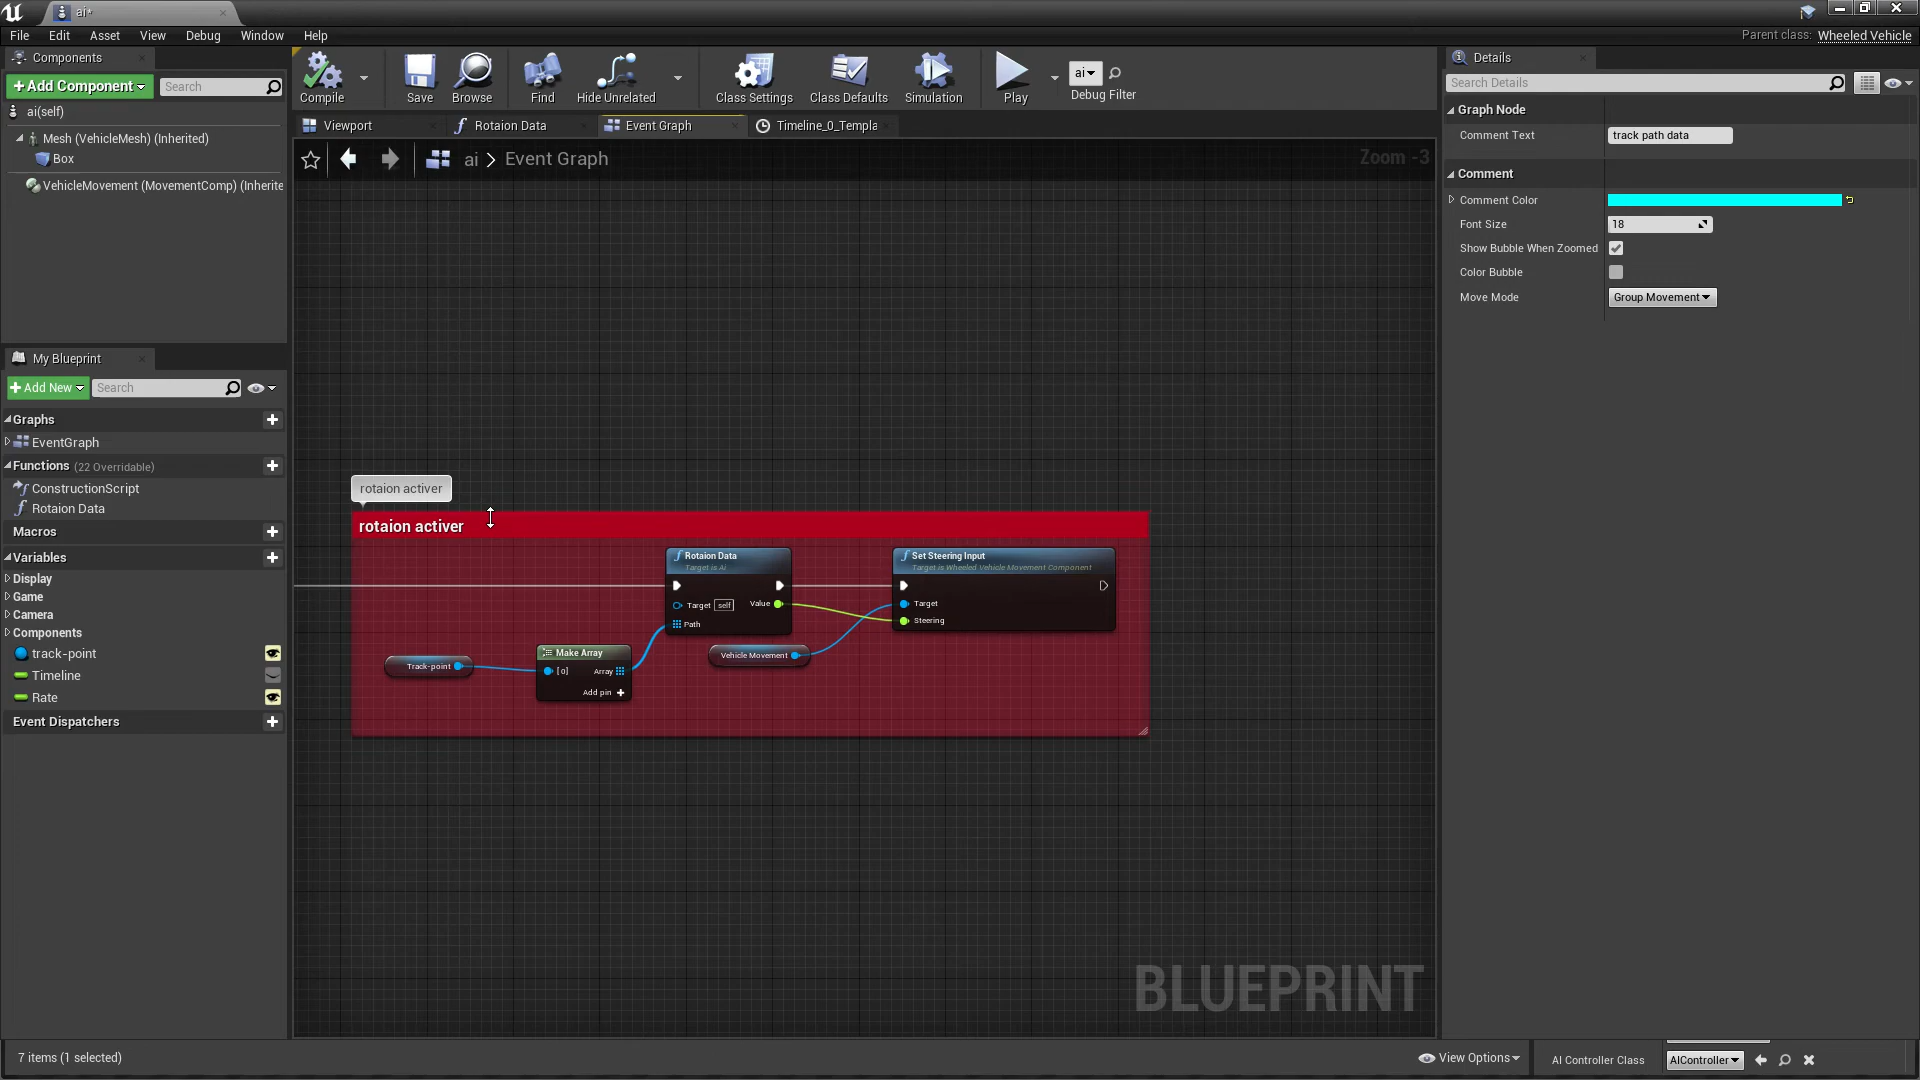 ai*
File Edit Asset View Debug Window Help
Parent class: Wheeled Vehicle
Components
Add Component
Search
ai(self)
Mesh (VehicleMesh) (Inherited)
Box
VehicleMovement (MovementComp) (Inherite
My Blueprint
Add New
Search
Graphs
EventGraph
Functions (22 Overridable)
ConstructionScript
Rotaion Data
Macros
Variables
Display
Game
Camera
Components
track-point
Timeline
Rate
Event Dispatchers
Compile
Save
Browse
Find
Hide Unrelated
Class Settings
Class Defaults
Simulation
Play
ai
Debug Filter
Viewport
Rotaion Data
Event Graph
Timeline_0_Templa
ai > Event Graph
Zoom -3
rotaion activer
rotaion activer
Rotaion Data
Target is Ai
Target self
Value
Path
Set Steering Input
Target is Wheeled Vehicle Movement Component
Target
Steering
Track-point
Make Array
[0]
Array
Add pin
Vehicle Movement
BLUEPRINT
Details
Search Details
Graph Node
Comment Text track path data
Comment
Comment Color
Font Size 18
Show Bubble When Zoomed
Color Bubble
Move Mode Group Movement
7 items (1 selected)
View Options
AI Controller Class AIController